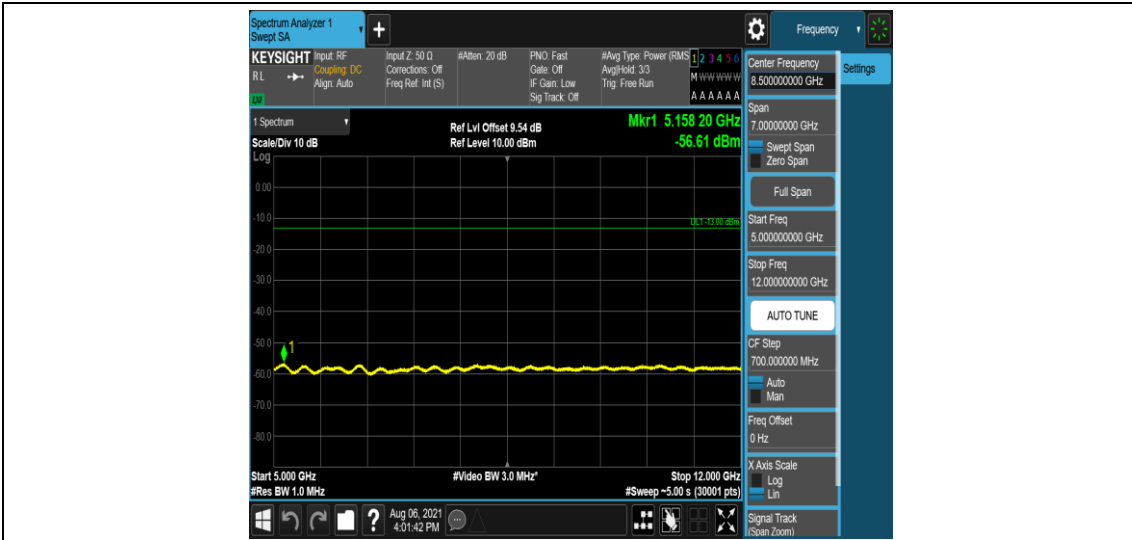 Spectrum Analyzer 1
Swept SA
+
Frequency
KEYSIGHT
RL
LXI
Input: RF
Coupling: DC
Align: Auto
Input Z: 50 Ω
Corrections: Off
Freq Ref: Int (S)
#Atten: 20 dB
PNO: Fast
Gate: Off
IF Gain: Low
Sig Track: Off
#Avg Type: Power (RMS
Avg|Hold: 3/3
Trig: Free Run
1 2 3 4 5 6
M W W W W W
A A A A A A
1 Spectrum
Scale/Div 10 dB
Ref Lvl Offset 9.54 dB
Ref Level 10.00 dBm
Mkr1 5.158 20 GHz
-56.61 dBm
Log
0.00
-10.0
DL1 -13.00 dBm
-20.0
-30.0
-40.0
-50.0
1
-60.0
-70.0
-80.0
Start 5.000 GHz
#Video BW 3.0 MHz*
Stop 12.000 GHz
#Res BW 1.0 MHz
#Sweep ~5.00 s (30001 pts)
?
Aug 06, 2021
4:01:42 PM
Center Frequency
8.500000000 GHz
Settings
Span
7.00000000 GHz
Swept Span
Zero Span
Full Span
Start Freq
5.000000000 GHz
Stop Freq
12.000000000 GHz
AUTO TUNE
CF Step
700.000000 MHz
Auto
Man
Freq Offset
0 Hz
X Axis Scale
Log
Lin
Signal Track
(Span Zoom)